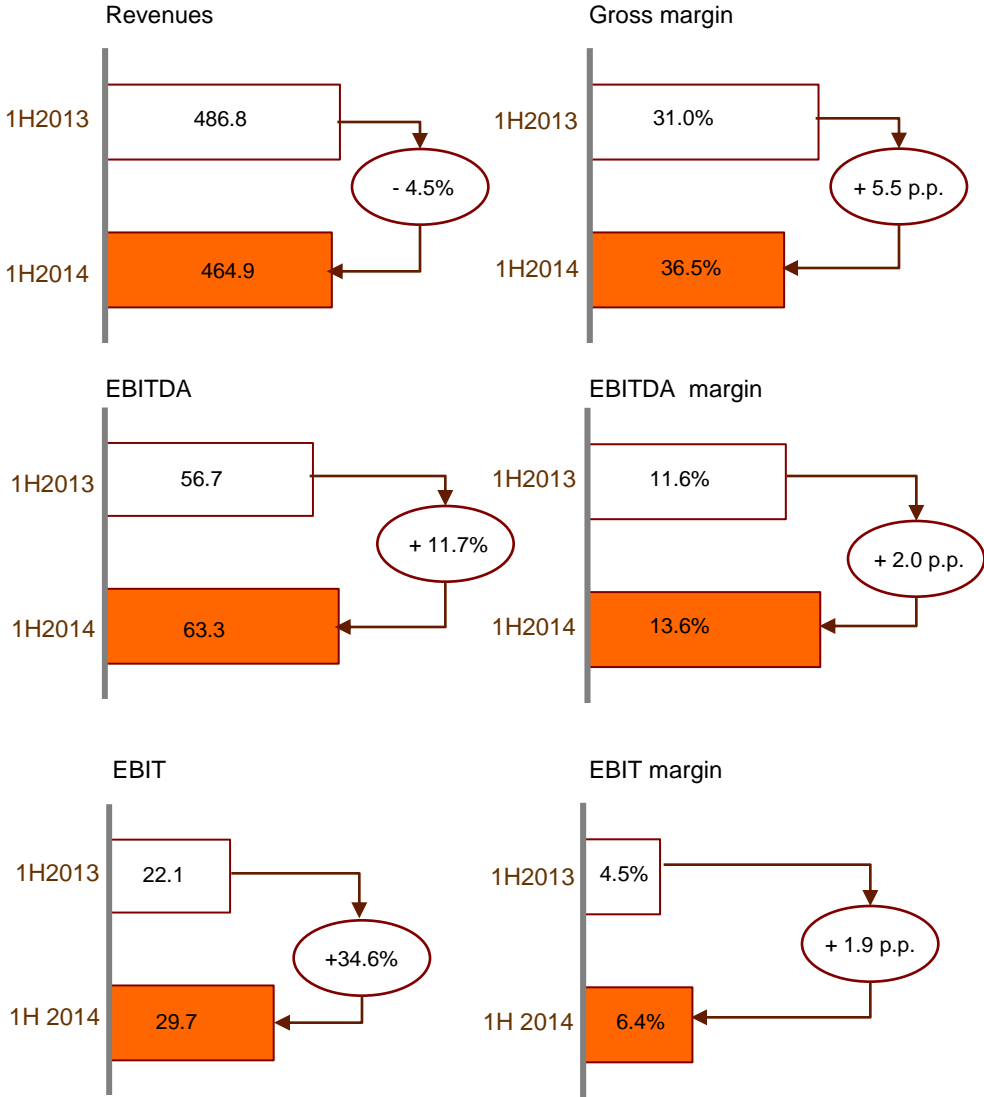 Revenues
1H2013
486.8
- 4.5%
1H2014
464.9
Gross margin
1H2013
31.0%
+ 5.5 p.p.
1H2014
36.5%
EBITDA
1H2013
56.7
+ 11.7%
1H2014
63.3
EBITDA margin
1H2013
11.6%
+ 2.0 p.p.
1H2014
13.6%
EBIT
1H2013
22.1
+34.6%
1H 2014
29.7
EBIT margin
1H2013
4.5%
+ 1.9 p.p.
1H 2014
6.4%